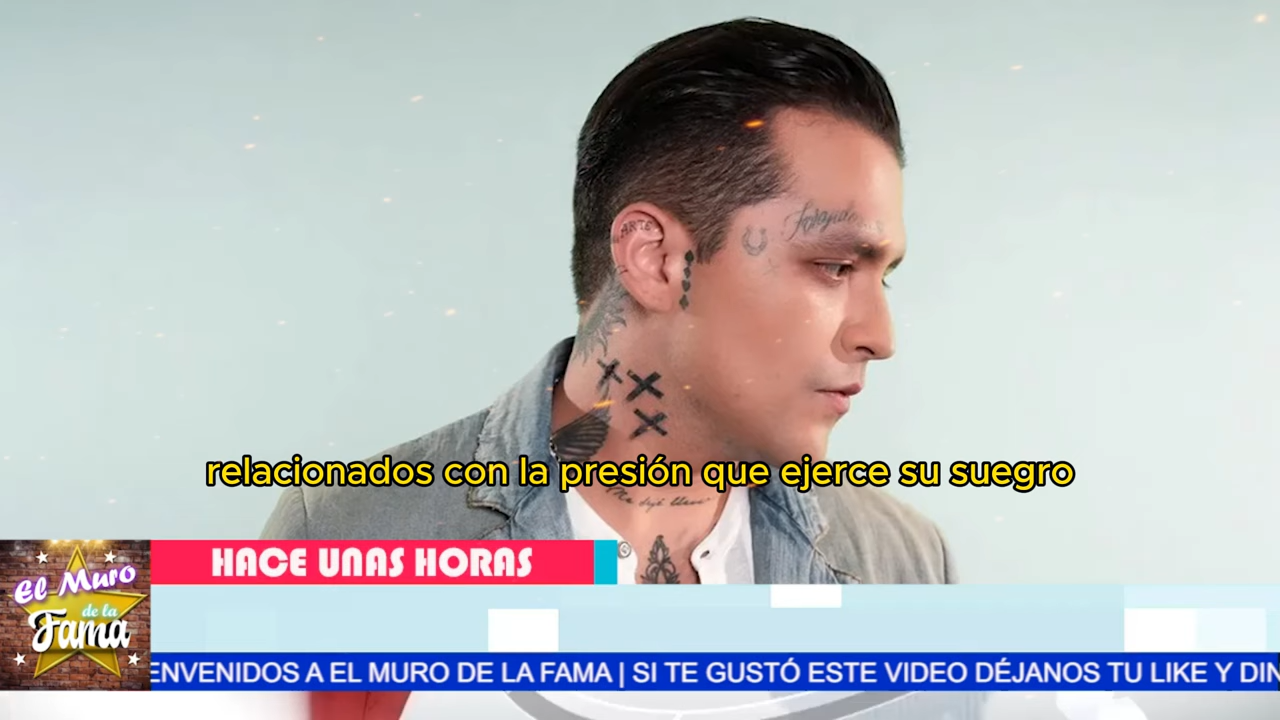 relacionados con la presión que ejerce su suegro
HACE UNAS HORAS
El Muro
de la
Fama
ENVENIDOS A EL MURO DE LA FAMA | SI TE GUSTÓ ESTE VIDEO DÉJANOS TU LIKE Y DIN